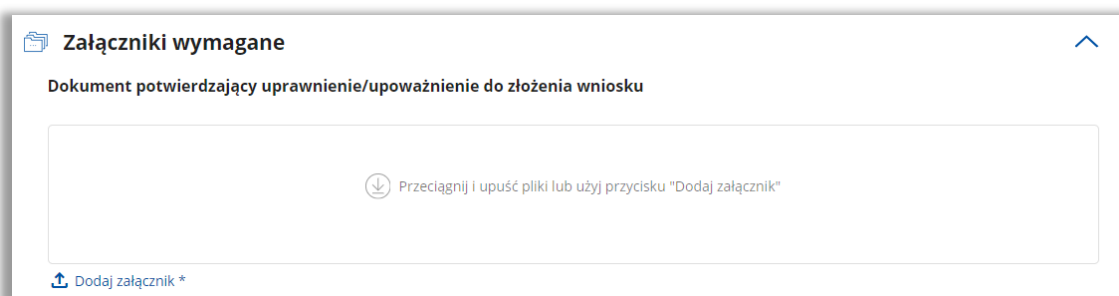 Załączniki wymagane
Dokument potwierdzający uprawnienie/upoważnienie do złożenia wniosku
Przeciągnij i upuść pliki lub użyj przycisku "Dodaj załącznik"
Dodaj załącznik *